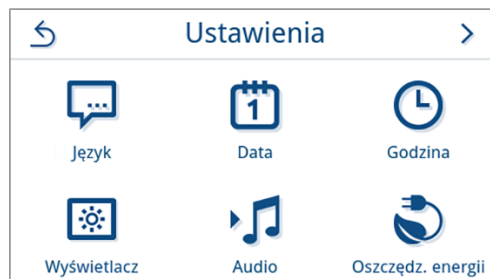 Ustawienia
1
Język
Data
Godzina
Wyświetlacz
Audio
Oszczędz. energii